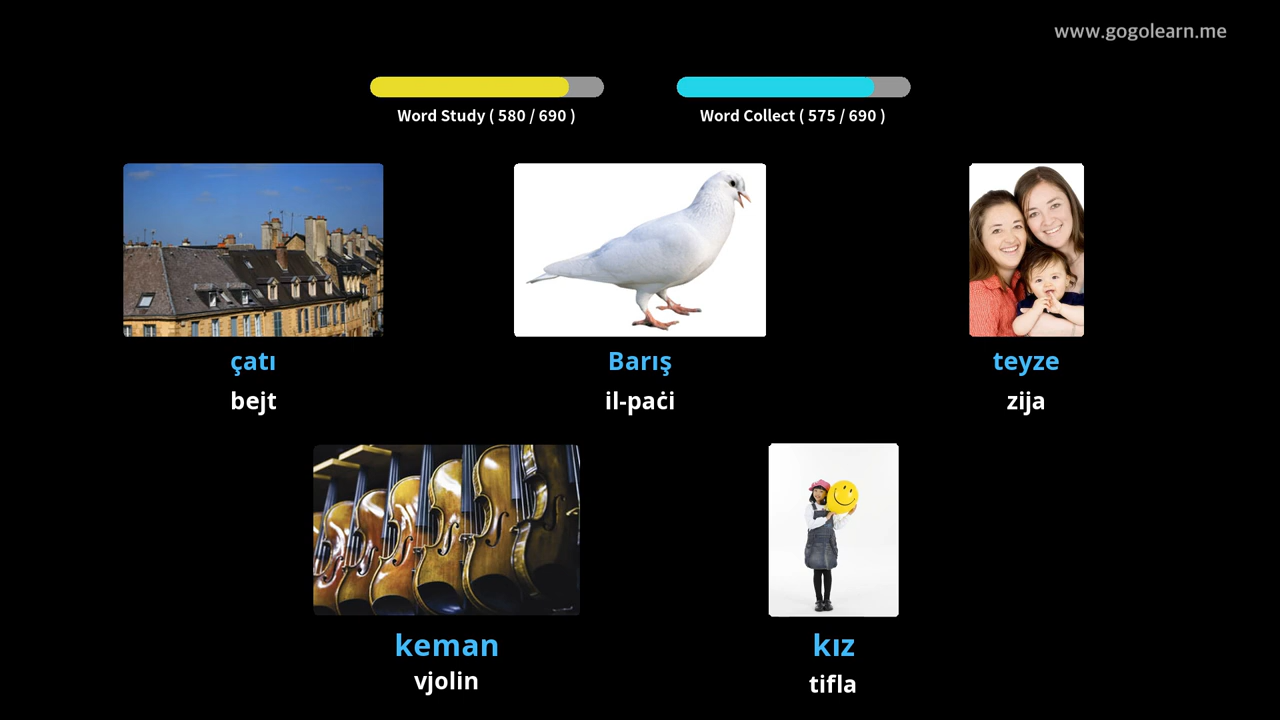 www.gogolearn.me
Word Study ( 580 / 690 )
Word Collect ( 575 / 690 )
çatı
Barış
teyze
bejt
il-paċi
zija
keman
kız
vjolin
tifla